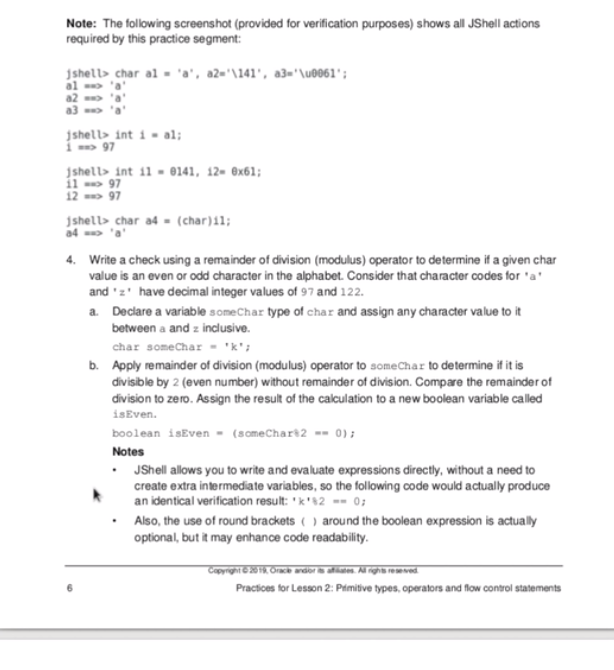 Note: The following screenshot (provided for verification purposes) shows all JShell actions
required by this practice segment:
jshell> char a1 = 'a', a2='\141', a3='\u0061';
a1 ==> 'a'
a2 ==> 'a'
a3 ==> 'a'
jshell> int i = a1;
i ==> 97
jshell> int i1 = 0141, i2= 0x61;
i1 ==> 97
i2 ==> 97
jshell> char a4 = (char)i1;
a4 ==> 'a'
4. Write a check using a remainder of division (modulus) operator to determine if a given char
value is an even or odd character in the alphabet. Consider that character codes for 'a'
and 'z' have decimal integer values of 97 and 122.
a. Declare a variable someChar type of char and assign any character value to it
between a and z inclusive.
char someChar = 'k';
b. Apply remainder of division (modulus) operator to someChar to determine if it is
divisible by 2 (even number) without remainder of division. Compare the remainder of
division to zero. Assign the result of the calculation to a new boolean variable called
isEven.
boolean isEven = (someChar%2 == 0);
Notes
• JShell allows you to write and evaluate expressions directly, without a need to
create extra intermediate variables, so the following code would actually produce
an identical verification result: 'k'%2 == 0;
• Also, the use of round brackets ( ) around the boolean expression is actually
optional, but it may enhance code readability.
Copyright © 2019, Oracle and/or its affiliates. All rights reserved.
6 Practices for Lesson 2: Primitive types, operators and flow control statements